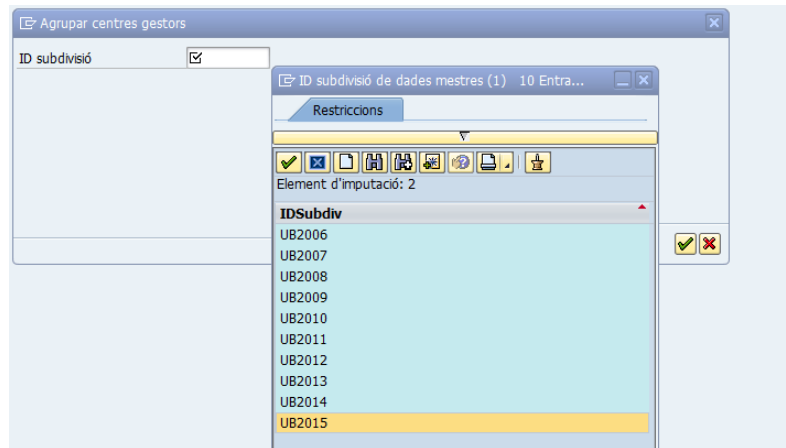 Agrupar centres gestors
ID subdivisió
ID subdivisió de dades mestres (1) 10 Entra...
Restriccions
Element d'imputació: 2
IDSubdiv
UB2006
UB2007
UB2008
UB2009
UB2010
UB2011
UB2012
UB2013
UB2014
UB2015